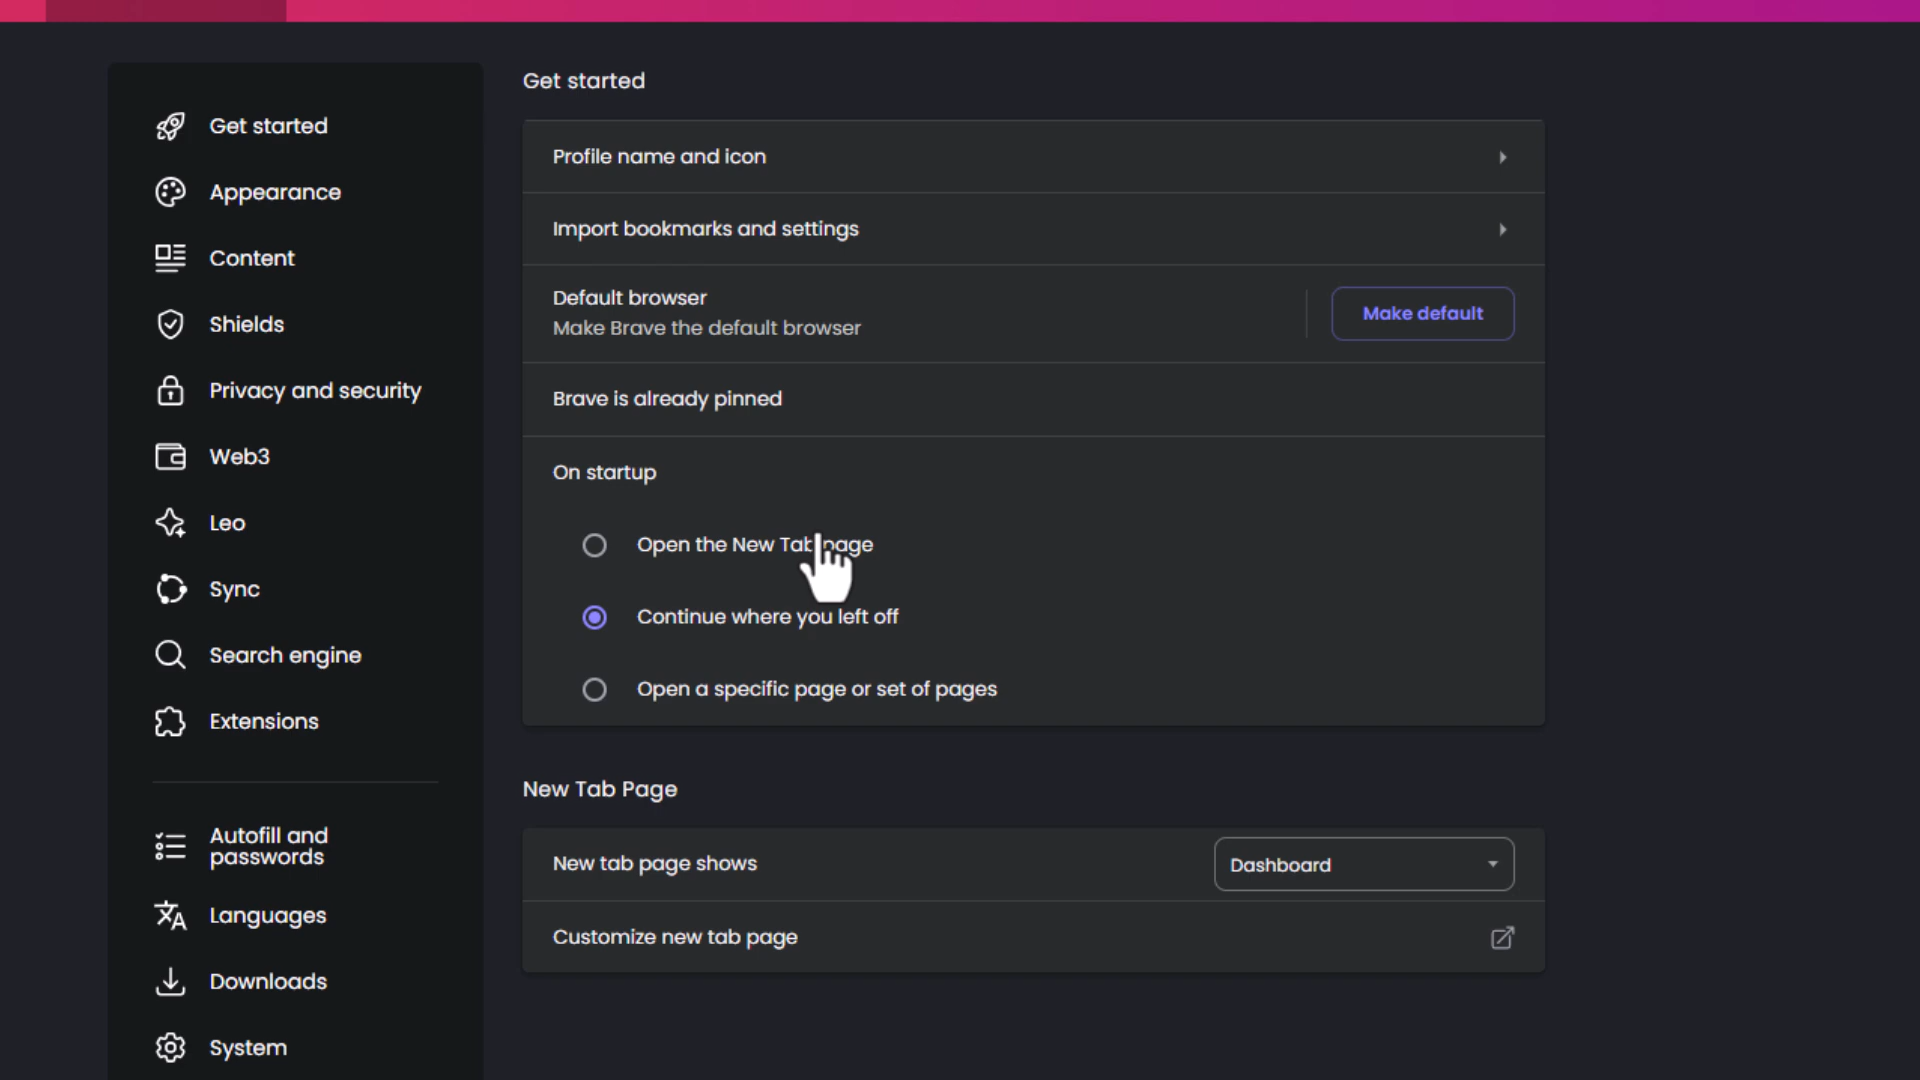 Get started
Appearance
Content
Shields
Privacy and security
Web3
Leo
Sync
Search engine
Extensions
Autofill and
passwords
Languages
Downloads
System
Get started
Profile name and icon
Import bookmarks and settings
Default browser
Make Brave the default browser
Make default
Brave is already pinned
On startup
Open the New Tab page
Continue where you left off
Open a specific page or set of pages
New Tab Page
New tab page shows
Dashboard
Customize new tab page